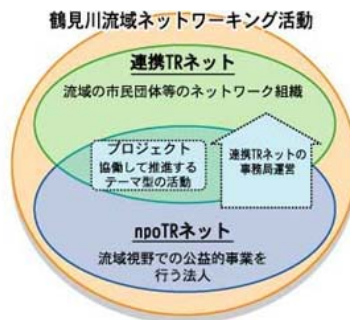 鶴見川流域ネットワーキング活動
連携TRネット
流域の市民団体等のネットワーク組織
プロジェクト
協働して推進する
テーマ型の活動
連携TRネットの
事務局運営
npoTRネット
流域視野での公益的事業を
行う法人